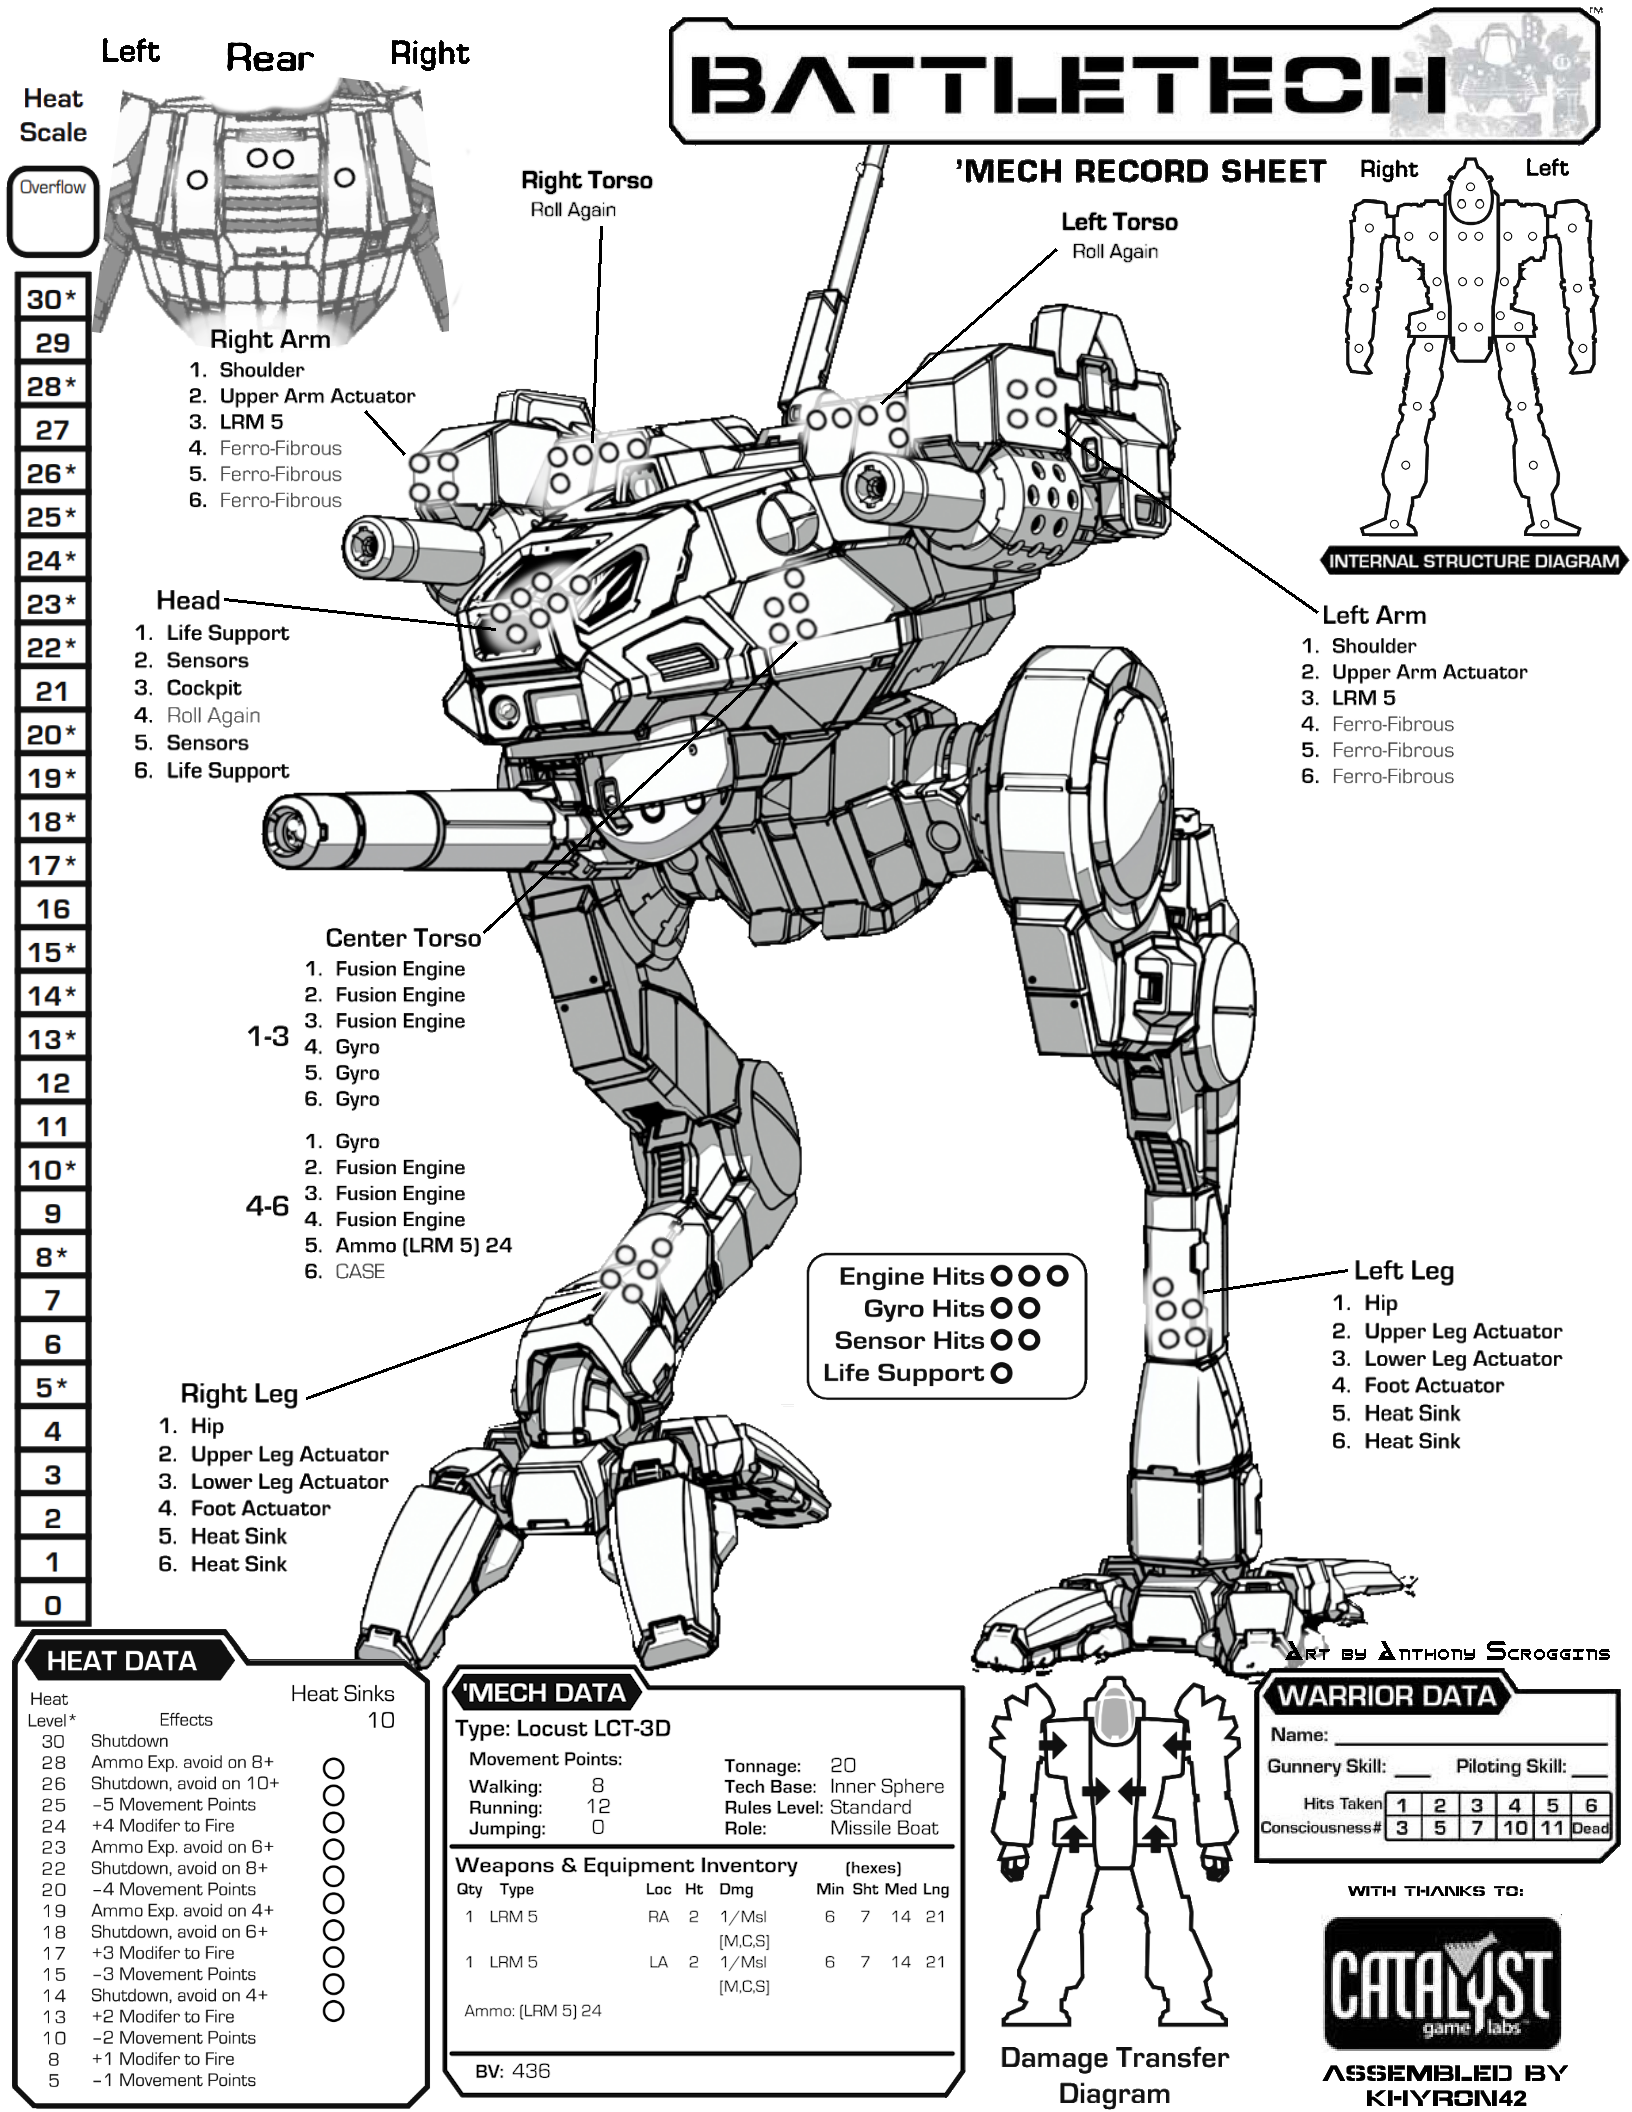 Left Rear Right
BATTLETECH
TM
Heat
Scale
Overflow
'MECH RECORD SHEET
Right Left
Right Torso
Roll Again
Left Torso
Roll Again
30*
29
28*
27
26*
25*
24*
23*
22*
21
20*
19*
18*
17*
16
15*
14*
13*
12
11
10*
9
8*
7
6
5*
4
3
2
1
0
Right Arm
1. Shoulder
2. Upper Arm Actuator
3. LRM 5
4. Ferro-Fibrous
5. Ferro-Fibrous
6. Ferro-Fibrous
INTERNAL STRUCTURE DIAGRAM
Head
1. Life Support
2. Sensors
3. Cockpit
4. Roll Again
5. Sensors
6. Life Support
Left Arm
1. Shoulder
2. Upper Arm Actuator
3. LRM 5
4. Ferro-Fibrous
5. Ferro-Fibrous
6. Ferro-Fibrous
Center Torso
1-3
1. Fusion Engine
2. Fusion Engine
3. Fusion Engine
4. Gyro
5. Gyro
6. Gyro
4-6
1. Gyro
2. Fusion Engine
3. Fusion Engine
4. Fusion Engine
5. Ammo (LRM 5) 24
6. CASE
Engine Hits
Gyro Hits
Sensor Hits
Life Support
Left Leg
1. Hip
2. Upper Leg Actuator
3. Lower Leg Actuator
4. Foot Actuator
5. Heat Sink
6. Heat Sink
Right Leg
1. Hip
2. Upper Leg Actuator
3. Lower Leg Actuator
4. Foot Actuator
5. Heat Sink
6. Heat Sink
Art by Anthony Scroggins
HEAT DATA
Heat Heat Sinks
Level* Effects 10
30 Shutdown
28 Ammo Exp. avoid on 8+
26 Shutdown, avoid on 10+
25 -5 Movement Points
24 +4 Modifer to Fire
23 Ammo Exp. avoid on 6+
22 Shutdown, avoid on 8+
20 -4 Movement Points
19 Ammo Exp. avoid on 4+
18 Shutdown, avoid on 6+
17 +3 Modifer to Fire
15 -3 Movement Points
14 Shutdown, avoid on 4+
13 +2 Modifer to Fire
10 -2 Movement Points
8 +1 Modifer to Fire
5 -1 Movement Points
'MECH DATA
Type: Locust LCT-3D
Movement Points:
Walking: 8
Running: 12
Jumping: 0
Tonnage: 20
Tech Base: Inner Sphere
Rules Level: Standard
Role: Missile Boat
Weapons & Equipment Inventory (hexes)
Qty Type Loc Ht Dmg Min Sht Med Lng
1 LRM 5 RA 2 1/Msl 6 7 14 21
[M,C,S]
1 LRM 5 LA 2 1/Msl 6 7 14 21
[M,C,S]
Ammo: (LRM 5) 24
BV: 436
Damage Transfer
Diagram
WARRIOR DATA
Name:
Gunnery Skill: Piloting Skill:
Hits Taken 1 2 3 4 5 6
Consciousness# 3 5 7 10 11 Dead
WITH THANKS TO:
CATALYST
game labs
ASSEMBLED BY
KHYRON42